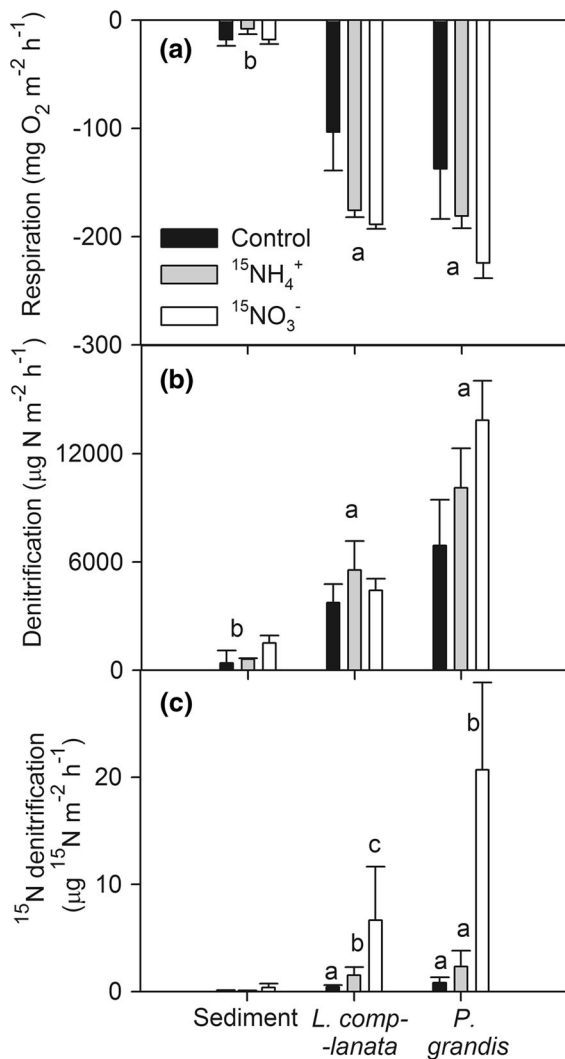 0
(a)
b
-100
Respiration (mg O₂ m⁻² h⁻¹)
-200
Control
a
a
¹⁵NH₄⁺
¹⁵NO₃⁻
-300
(b)
a
12000
Denitrification (µg N m⁻² h⁻¹)
a
6000
b
0
(c)
b
20
¹⁵N denitrification
(µg ¹⁵N m⁻² h⁻¹)
c
10
b
a
a
a
0
Sediment L. comp- P.
-lanata grandis